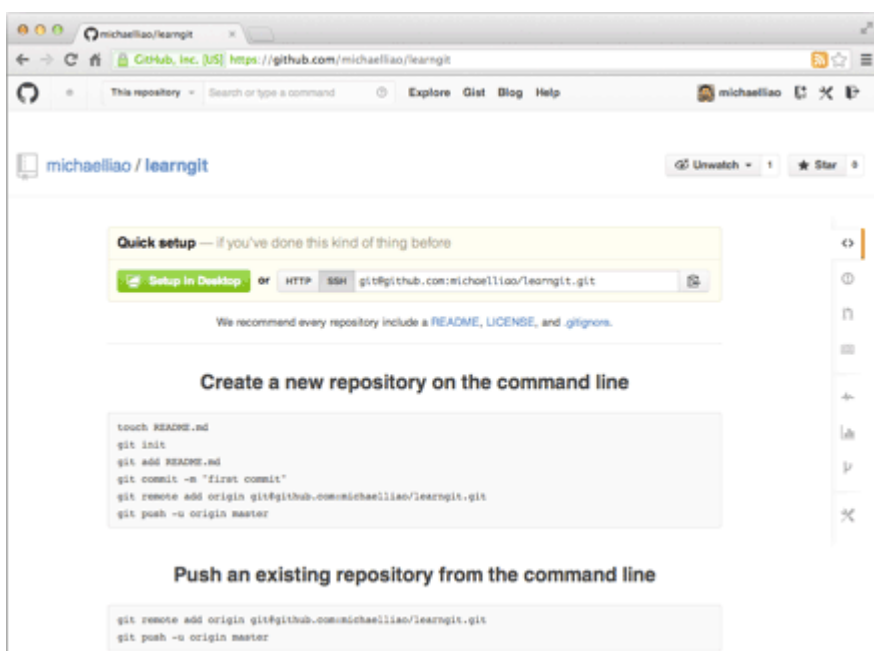 michaelliao/learngit
GitHub, Inc. [US] https://github.com/michaelliao/learngit
This repository Search or type a command Explore Gist Blog Help michaelliao
michaelliao / learngit Unwatch 1 Star 0
Quick setup — if you've done this kind of thing before
Setup in Desktop or HTTP SSH git@github.com:michaelliao/learngit.git
We recommend every repository include a README, LICENSE, and .gitignore.
Create a new repository on the command line
touch README.md
git init
git add README.md
git commit -m "first commit"
git remote add origin git@github.com:michaelliao/learngit.git
git push -u origin master
Push an existing repository from the command line
git remote add origin git@github.com:michaelliao/learngit.git
git push -u origin master